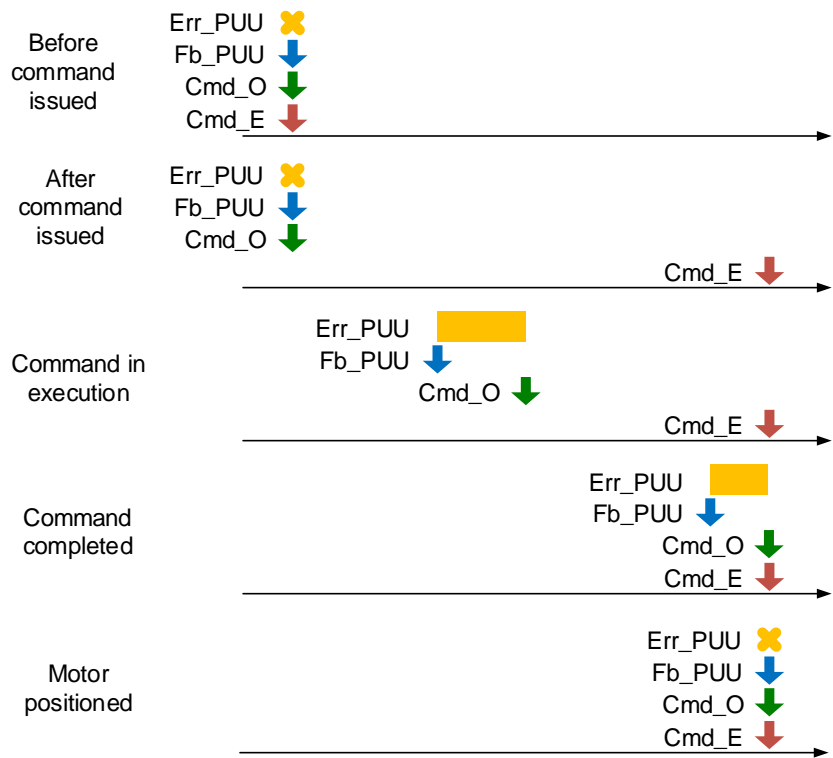 Before
command
issued
Err_PUU
Fb_PUU
Cmd_O
Cmd_E
After
command
issued
Err_PUU
Fb_PUU
Cmd_O
Cmd_E
Command in
execution
Err_PUU
Fb_PUU
Cmd_O
Cmd_E
Command
completed
Err_PUU
Fb_PUU
Cmd_O
Cmd_E
Motor
positioned
Err_PUU
Fb_PUU
Cmd_O
Cmd_E